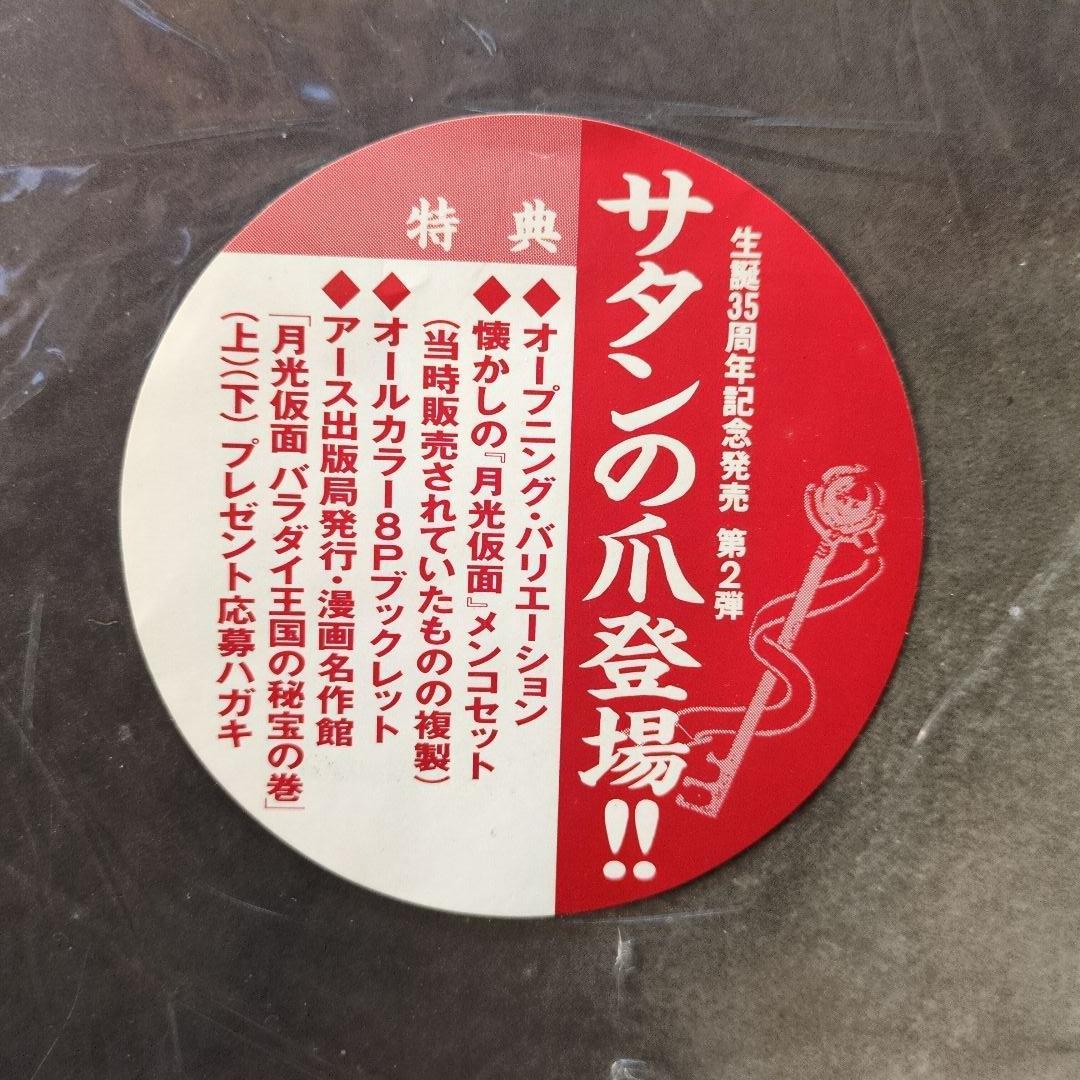 生誕35周年記念発売 第2弾
サタンの爪登場!!
特典
◆オープニング・バリエーション
◆懐かしの『月光仮面』メンコセット
(当時販売されていたものの複製)
◆オールカラー8Pブックレット
◆アース出版局発行・漫画名作館
「月光仮面 バラダイ王国の秘宝の巻」
(上)(下) プレゼント応募ハガキ